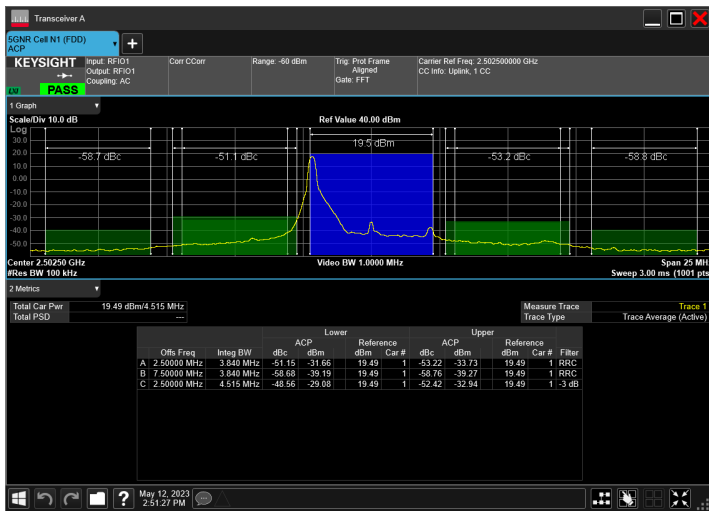 Transceiver A
5GNR Cell N1 (FDD)
ACP
+
KEYSIGHT
PASS
Input: RFIO1
Output: RFIO1
Coupling: AC
Corr CCorr
Range: -60 dBm
Trig: Prot Frame
Aligned
Gate: FFT
Carrier Ref Freq: 2.502500000 GHz
CC Info: Uplink, 1 CC
1 Graph
Scale/Div 10.0 dB
Ref Value 40.00 dBm
Log
30.0
20.0
10.0
0.00
-10.0
-20.0
-30.0
-40.0
-50.0
-58.7 dBc
-51.1 dBc
19.5 dBm
-53.2 dBc
-58.8 dBc
Center 2.50250 GHz
Video BW 1.0000 MHz
Span 25 MH
#Res BW 100 kHz
Sweep 3.00 ms (1001 pts
2 Metrics
Total Car Pwr 19.49 dBm/4.515 MHz
Total PSD ---
Measure Trace Trace 1
Trace Type Trace Average (Active)
Lower Upper
ACP Reference ACP Reference
Offs Freq Integ BW dBc dBm dBm Car # dBc dBm dBm Car # Filter
A 2.50000 MHz 3.840 MHz -51.15 -31.66 19.49 1 -53.22 -33.73 19.49 1 RRC
B 7.50000 MHz 3.840 MHz -58.68 -39.19 19.49 1 -58.76 -39.27 19.49 1 RRC
C 2.50000 MHz 4.515 MHz -48.56 -29.08 19.49 1 -52.42 -32.94 19.49 1 -3 dB
?
May 12, 2023
2:51:27 PM